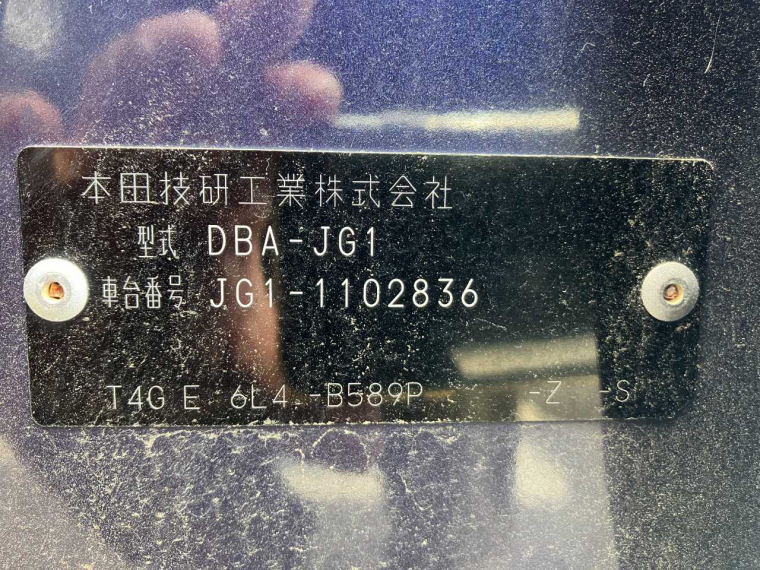 本田技研工業株式会社
型式 DBA-JG1
車台番号 JG1-1102836
T4G E 6L4 -B589P -Z -S